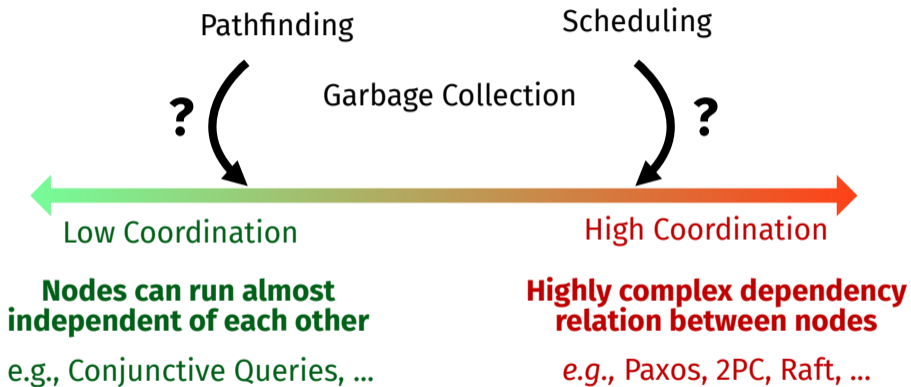 Pathfinding
Scheduling
Garbage Collection
?
?
Low Coordination
High Coordination
Nodes can run almost
independent of each other
Highly complex dependency
relation between nodes
e.g., Conjunctive Queries, ...
e.g., Paxos, 2PC, Raft, ...